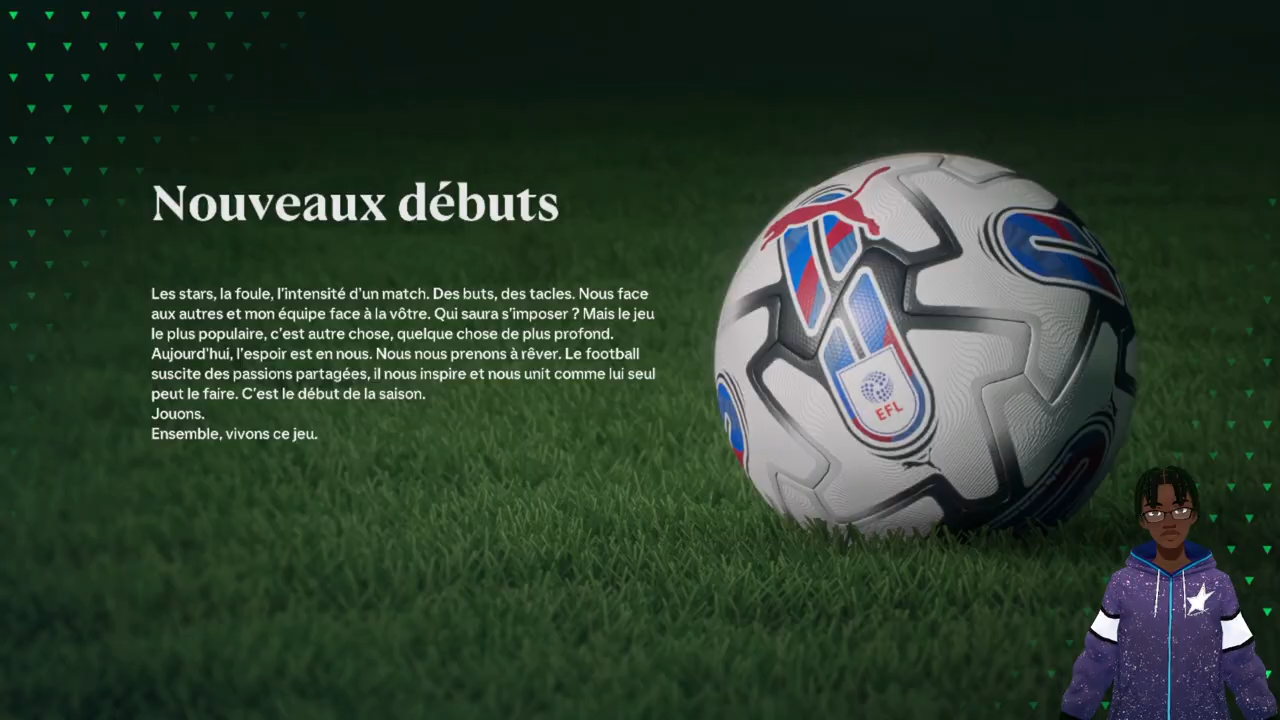 Nouveaux débuts
Les stars, la foule, l'intensité d'un match. Des buts, des tacles. Nous face
aux autres et mon équipe face à la vôtre. Qui saura s'imposer ? Mais le jeu
le plus populaire, c'est autre chose, quelque chose de plus profond.
Aujourd'hui, l'espoir est en nous. Nous nous prenons à rêver. Le football
suscite des passions partagées, il nous inspire et nous unit comme lui seul
peut le faire. C'est le début de la saison.
Jouons.
Ensemble, vivons ce jeu.
EFL